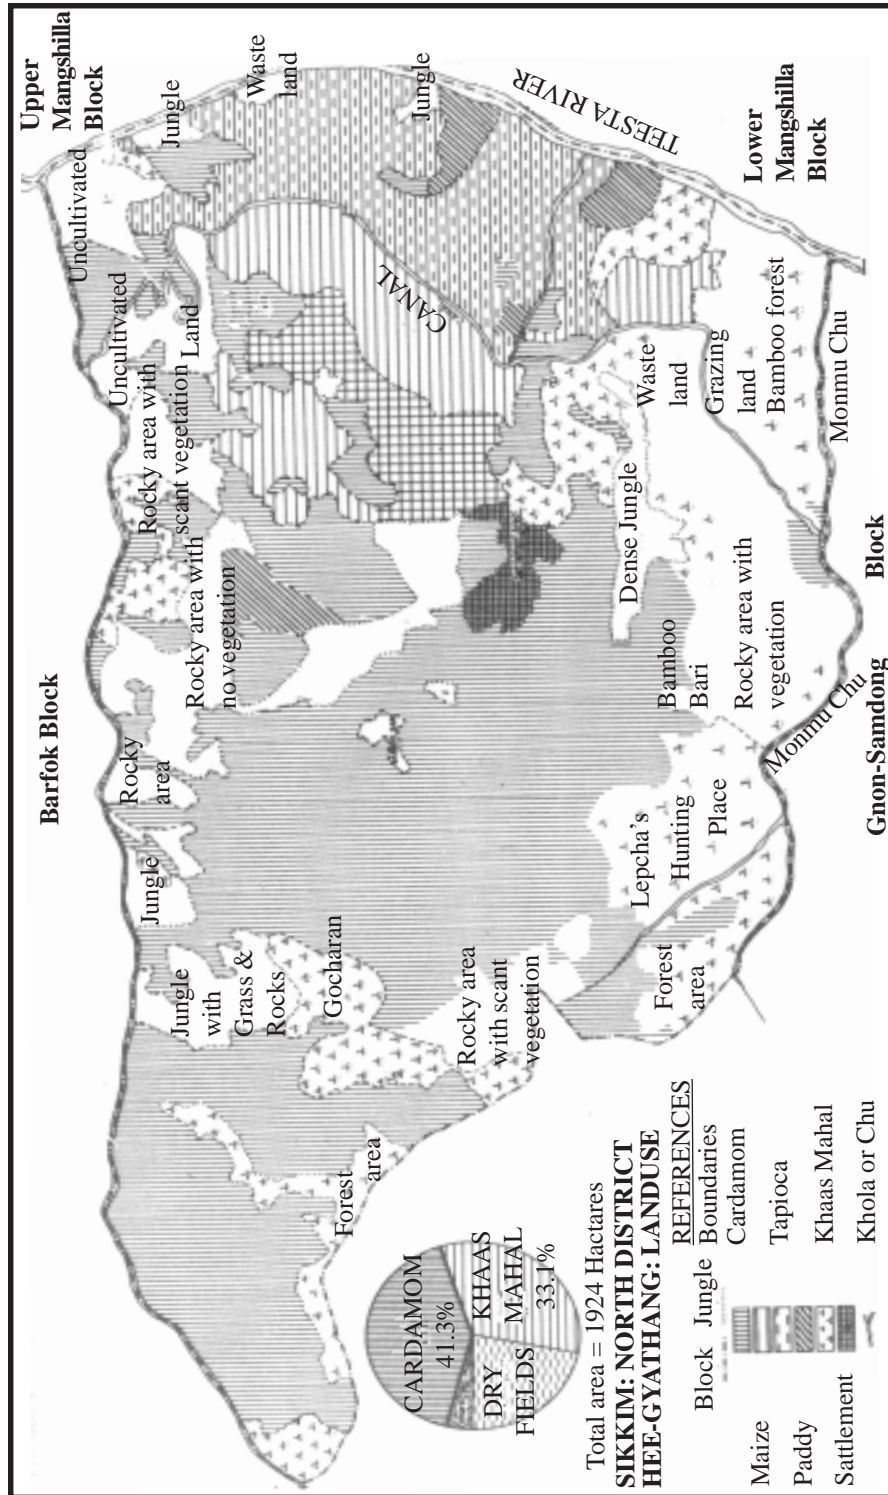 Upper
Mangshilla
Block
Jungle
Waste
land
Jungle
TEESTA RIVER
Lower
Mangshilla
Block
Uncultivated
Uncultivated
Land
CANAL
Rocky area with
scant vegetation
Waste
land
Grazing
land
Bamboo forest
Monmu Chu
Barfok Block
Rocky area with
no vegetation
Dense Jungle
Bamboo
Bari
Rocky area with
vegetation
Monmu Chu
Gnon-Samdong Block
Rocky
area
Jungle
Lepcha's
Hunting
Place
Jungle
with
Grass &
Rocks
Gocharan
Rocky area
with scant
vegetation
Forest
area
Forest
area
CARDAMOM
41.3%
KHAAS
MAHAL
33.1%
DRY
FIELDS
Total area = 1924 Hactares
SIKKIM: NORTH DISTRICT
HEE-GYATHANG: LANDUSE
REFERENCES
Block Jungle Boundaries
Cardamom
Maize
Tapioca
Paddy
Khaas Mahal
Sattlement
Khola or Chu